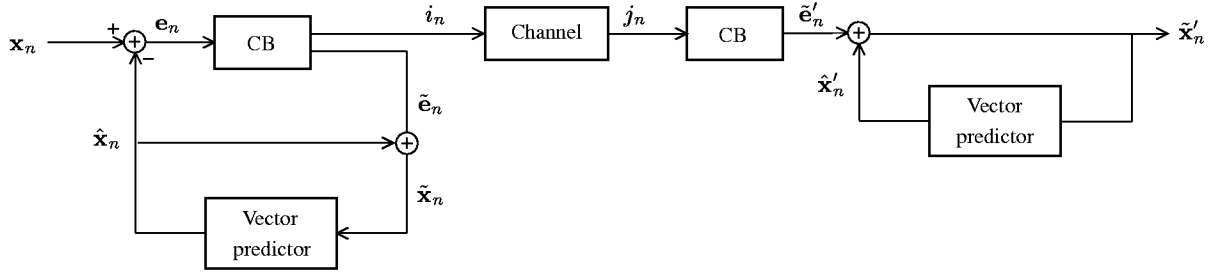 + e_n i_n j_n ẽ′_n
x_n + CB Channel CB + x̃′_n
−
x̂′_n Vector
predictor
ẽ_n
x̂_n +
x̃_n
Vector
predictor